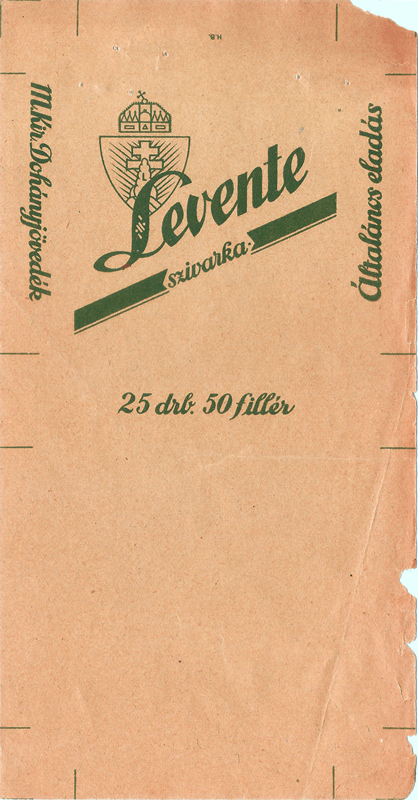 H.B.
M.Kir.Dohányjövedék
Levente
szivarka
Általános eladás
25 drb. 50 fillér